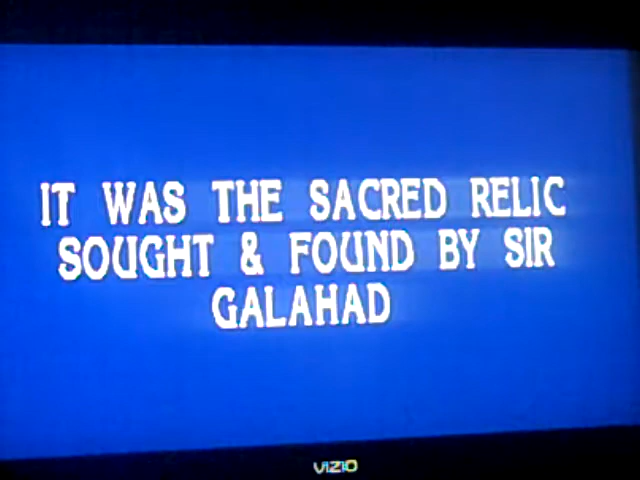 IT WAS THE SACRED RELIC
SOUGHT & FOUND BY SIR
GALAHAD
VIZIO